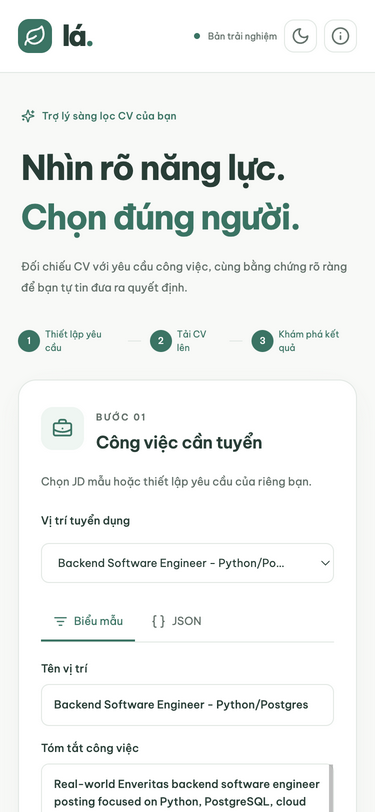 lá.
Bản trải nghiệm
Trợ lý sàng lọc CV của bạn
Nhìn rõ năng lực.
Chọn đúng người.
Đối chiếu CV với yêu cầu công việc, cùng bằng chứng rõ ràng
để bạn tự tin đưa ra quyết định.
1 Thiết lập yêu
cầu
2 Tải CV
lên
3 Khám phá kết
quả
BƯỚC 01
Công việc cần tuyển
Chọn JD mẫu hoặc thiết lập yêu cầu của riêng bạn.
Vị trí tuyển dụng
Backend Software Engineer - Python/Po...
Biểu mẫu
{ } JSON
Tên vị trí
Backend Software Engineer - Python/Postgres
Tóm tắt công việc
Real-world Enveritas backend software engineer
posting focused on Python, PostgreSQL, cloud